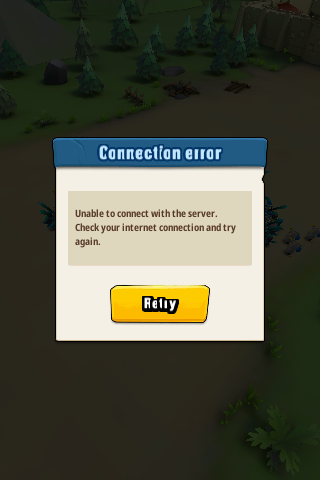 Connection error
Unable to connect with the server.
Check your internet connection and try
again.
Retry